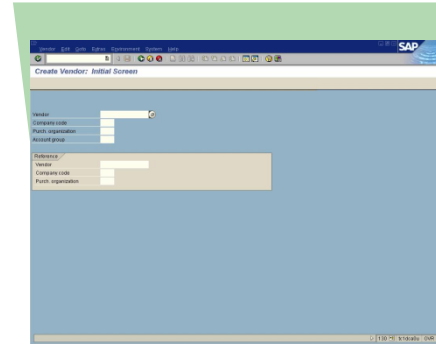 Vendor Edit Goto Extras Environment System Help
SAP
Create Vendor: Initial Screen
Vendor
Company code
Purch. organization
Account group
Reference
Vendor
Company code
Purch. organization
OVR